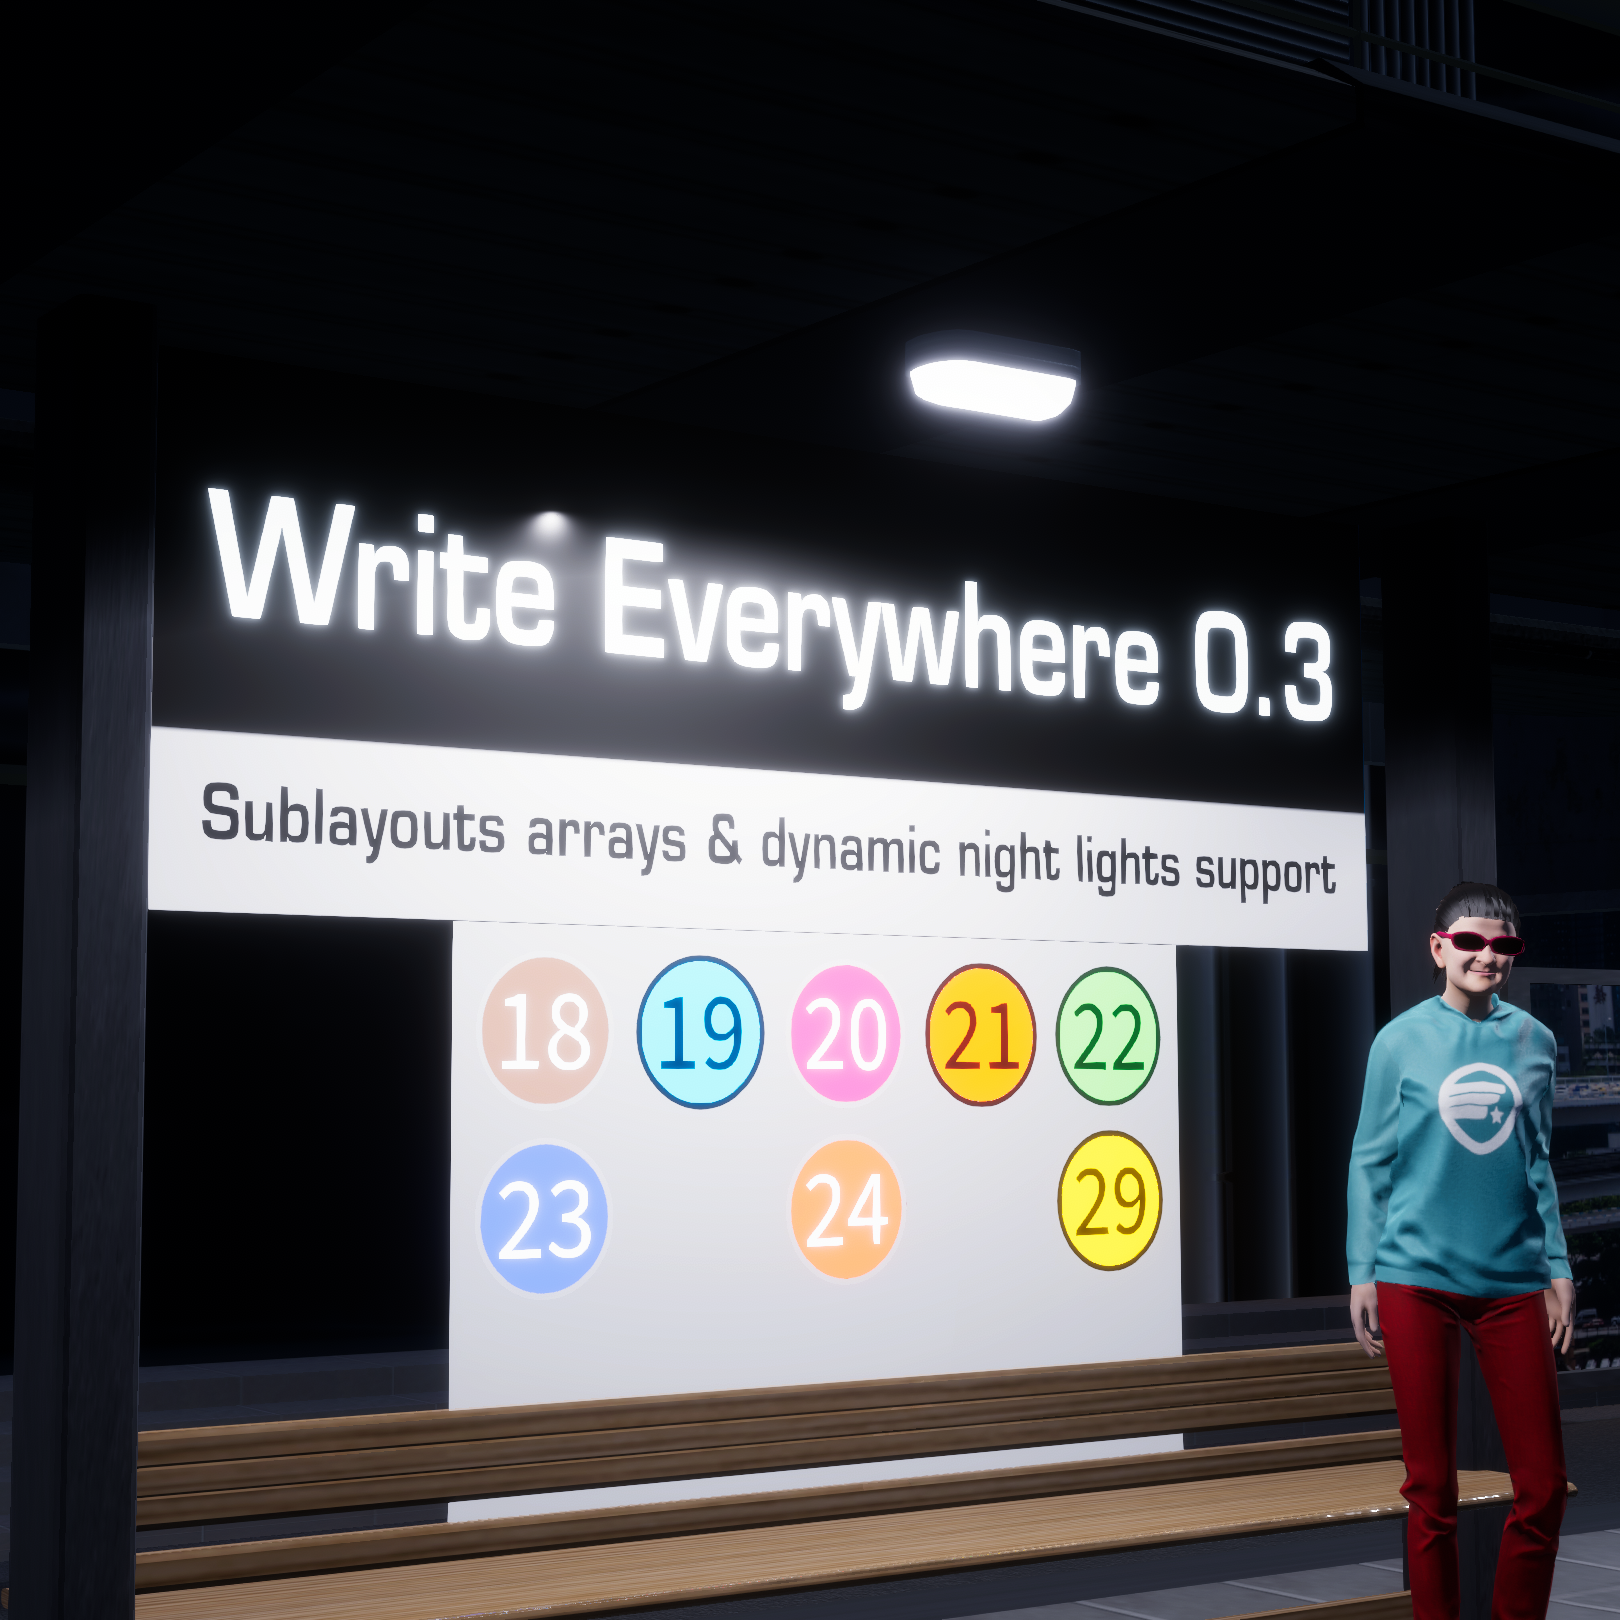 Write Everywhere 0.3
Sublayouts arrays & dynamic night lights support
18 19 20 21 22
23 24 29